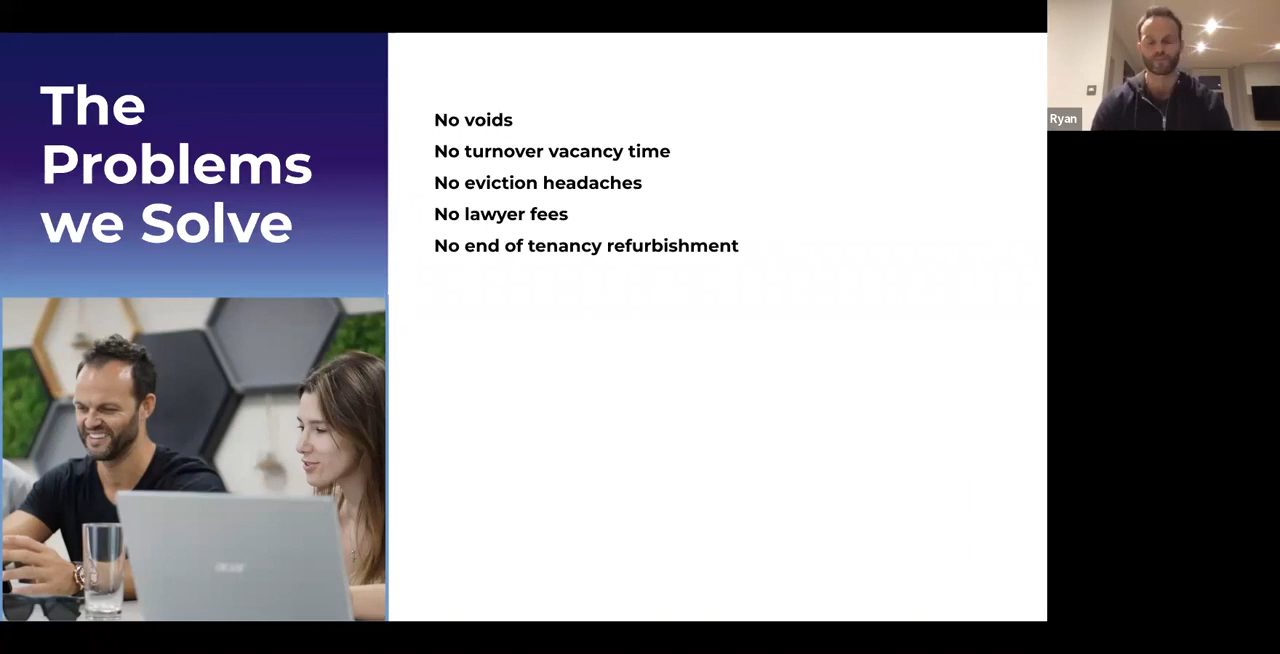 The
Problems
we Solve
No voids
No turnover vacancy time
No eviction headaches
No lawyer fees
No end of tenancy refurbishment
Ryan